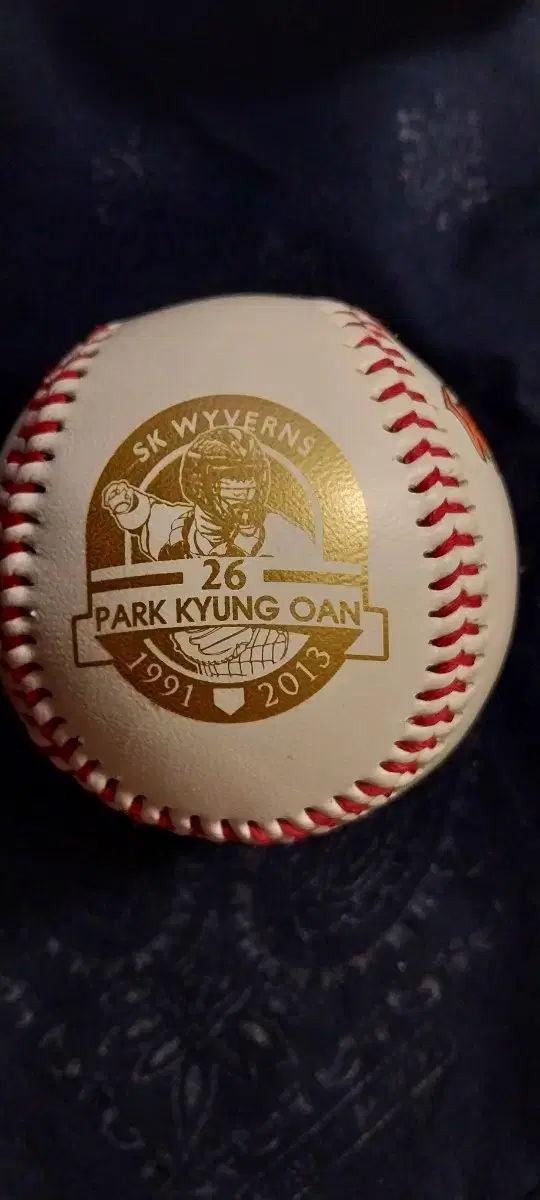 SK WYVERNS
26
PARK KYUNG OAN
1991 2013